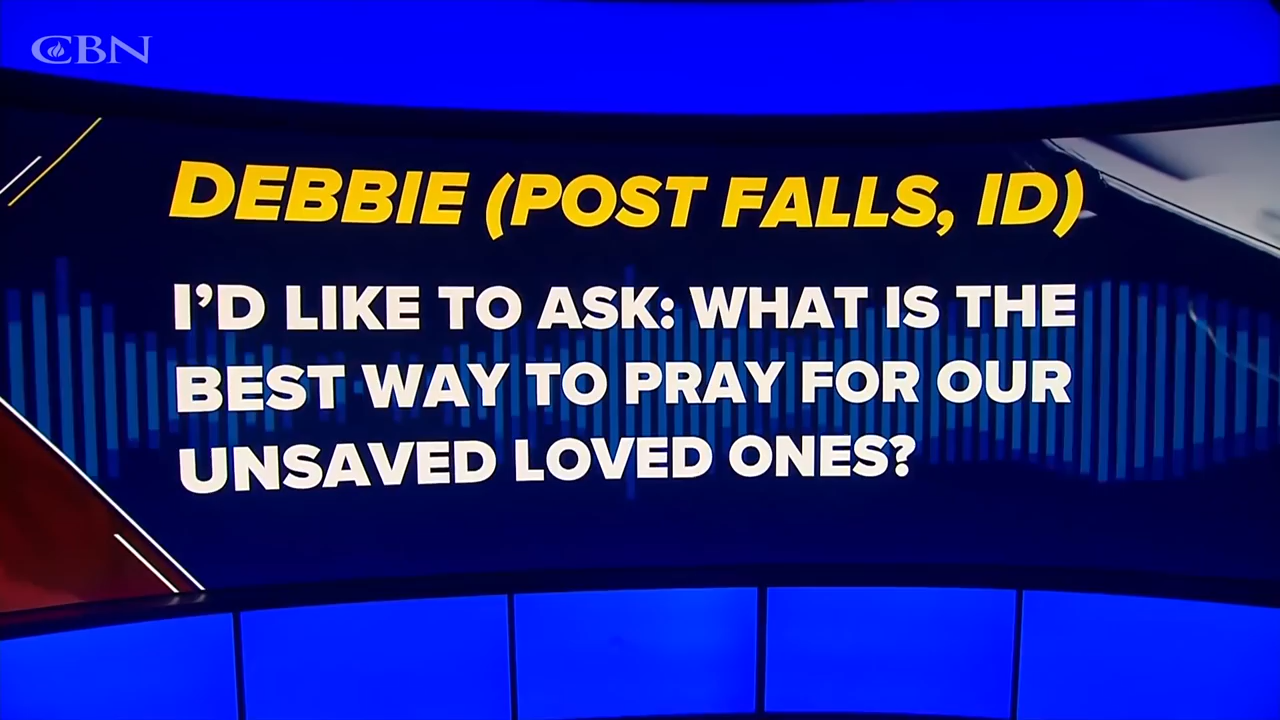 CBN
DEBBIE (POST FALLS, ID)
I'D LIKE TO ASK: WHAT IS THE
BEST WAY TO PRAY FOR OUR
UNSAVED LOVED ONES?